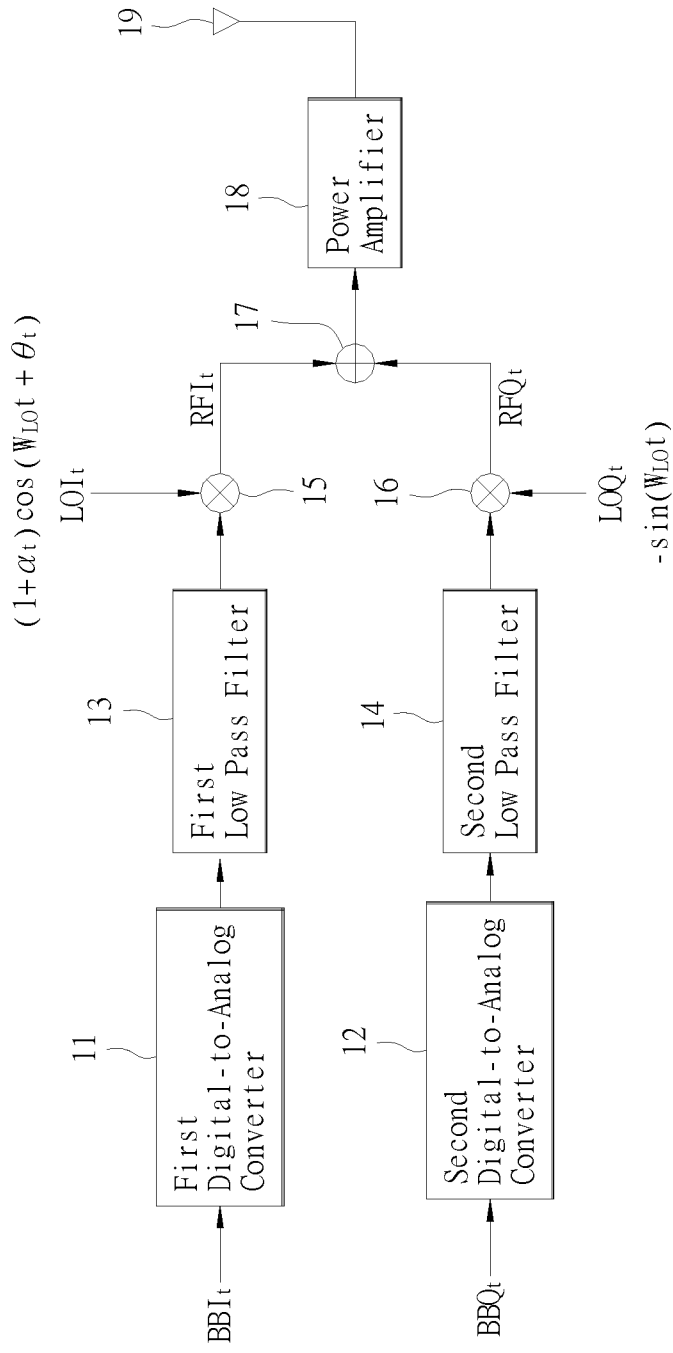 (1+αt)cos(WLOt+θt)
LOIt
11
13
15
RFIt
17
18
19
BBIt
First
Digital-to-Analog
Converter
First
Low Pass Filter
Power
Amplifier
12
14
16
RFQt
BBQt
Second
Digital-to-Analog
Converter
Second
Low Pass Filter
LOQt
-sin(WLOt)